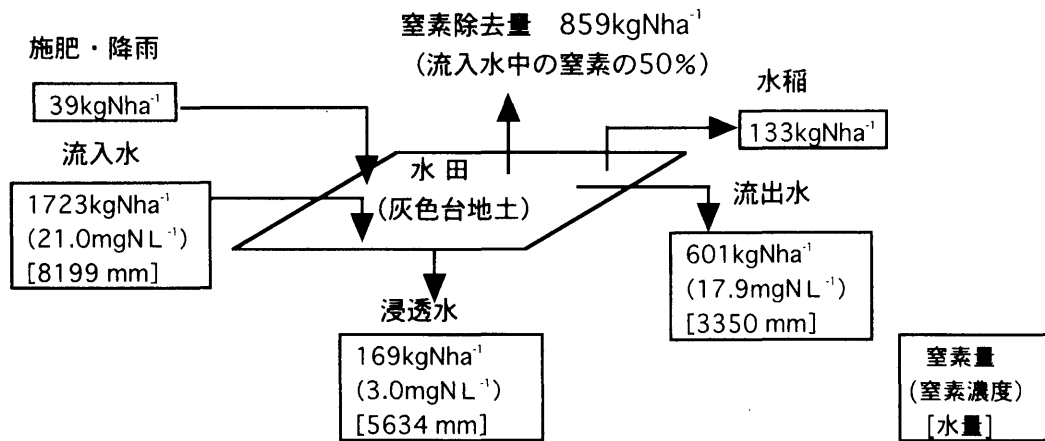 窒素除去量 859kgNha⁻¹
(流入水中の窒素の50%)
施肥・降雨
39kgNha⁻¹
水稲
133kgNha⁻¹
流入水
1723kgNha⁻¹
(21.0mgN L⁻¹)
[8199 mm]
水 田
(灰色台地土)
流出水
601kgNha⁻¹
(17.9mgN L⁻¹)
[3350 mm]
浸透水
169kgNha⁻¹
(3.0mgN L⁻¹)
[5634 mm]
窒素量
(窒素濃度)
[水量]